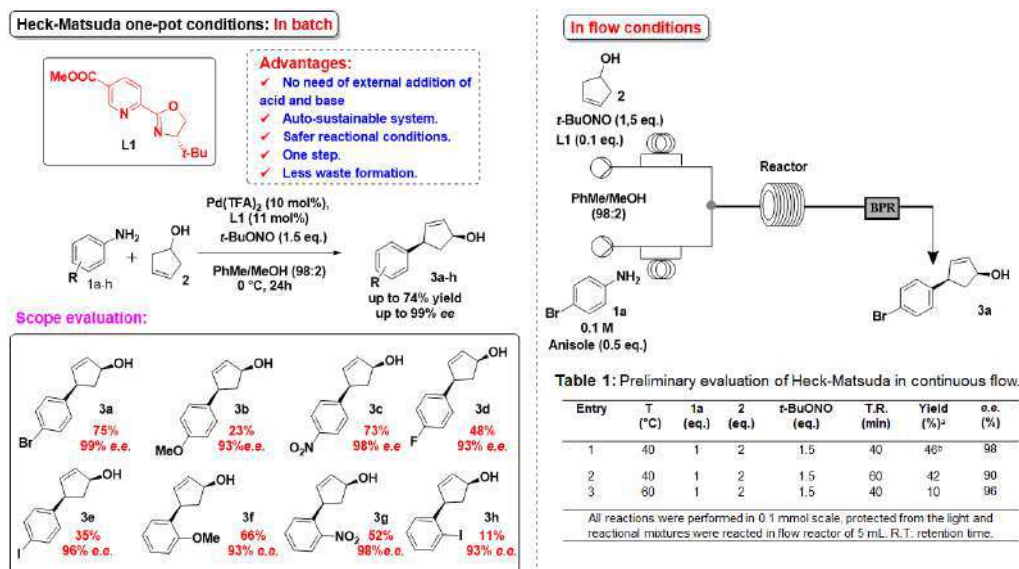 Heck-Matsuda one-pot conditions: In batch
MeOOC
N
O
N
L1
t-Bu
Advantages:
✓ No need of external addition of
acid and base
✓ Auto-sustainable system.
✓ Safer reactional conditions.
✓ One step.
✓ Less waste formation.
R
NH2
1a-h
+
OH
2
Pd(TFA)2 (10 mol%),
L1 (11 mol%)
t-BuONO (1.5 eq.)
PhMe/MeOH (98:2)
0 °C, 24h
OH
R
3a-h
up to 74% yield
up to 99% ee
Scope evaluation:
OH
Br
3a
75%
99% e.e.
OH
MeO
3b
23%
93%e.e.
OH
O2N
3c
73%
98% e.e
OH
F
3d
48%
93% e.e.
OH
I
3e
35%
96% e.e.
OH
OMe
3f
66%
93% e.e.
OH
NO2
3g
52%
98%e.e.
OH
I
3h
11%
93% e.e.
In flow conditions
OH
2
t-BuONO (1,5 eq.)
L1 (0.1 eq.)
PhMe/MeOH
(98:2)
Reactor
BPR
Br
NH2
1a
0.1 M
Anisole (0.5 eq.)
OH
Br
3a
Table 1: Preliminary evaluation of Heck-Matsuda in continuous flow.
Entry T 1a 2 t-BuONO T.R. Yield e.e.
(°C) (eq.) (eq.) (eq.) (min) (%)a (%)
1 40 1 2 1.5 40 46b 98
2 40 1 2 1.5 60 42 90
3 60 1 2 1.5 40 10 96
All reactions were performed in 0.1 mmol scale, protected from the light and
reactional mixtures were reacted in flow reactor of 5 mL. R.T.: retention time.